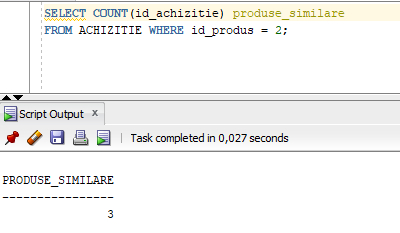 SELECT COUNT(id_achizitie) produse_similare
FROM ACHIZITIE WHERE id_produs = 2;
Script Output x
Task completed in 0,027 seconds
PRODUSE_SIMILARE
----------------
3